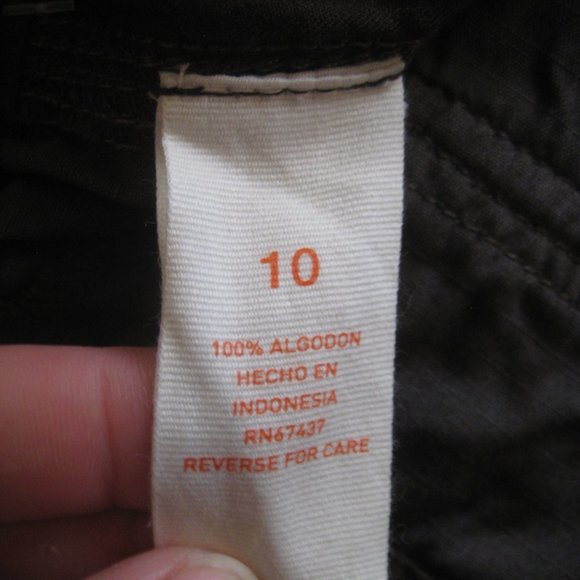 10
100% ALGODON
HECHO EN
INDONESIA
RN67437
REVERSE FOR CARE